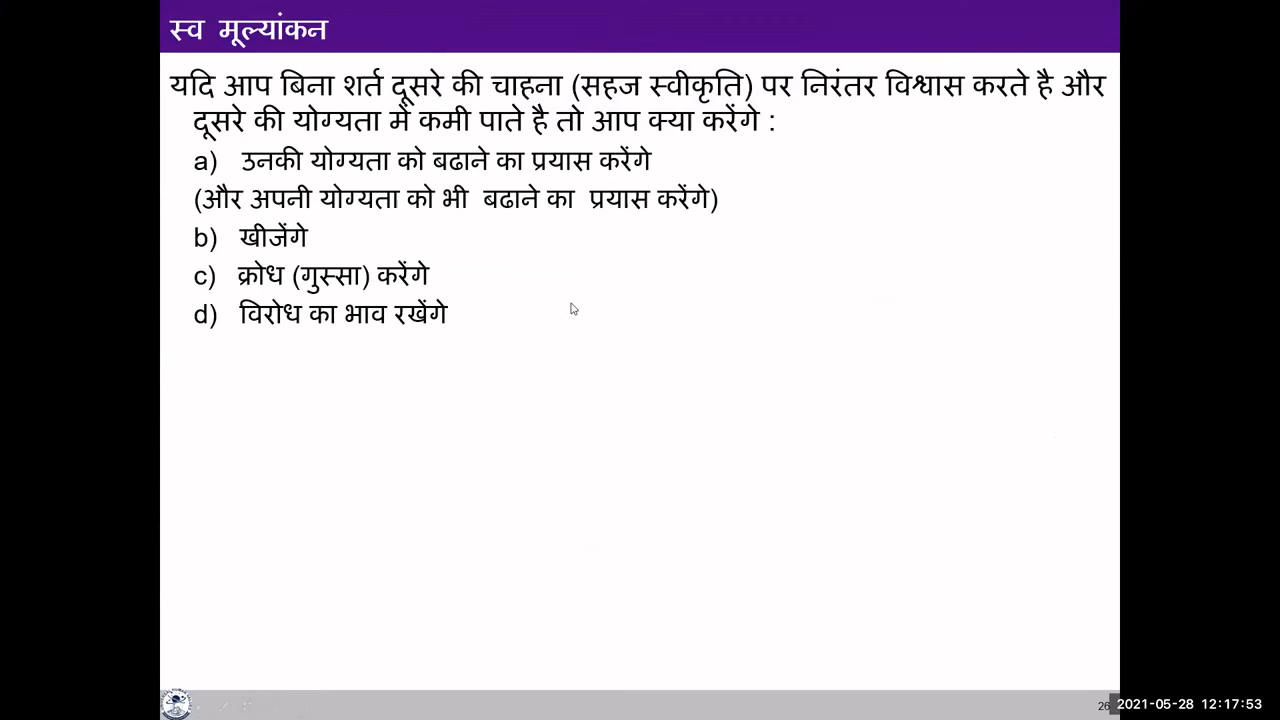 स्व मूल्यांकन
यदि आप बिना शर्त दूसरे की चाहना (सहज स्वीकृति) पर निरंतर विश्वास करते है और
दूसरे की योग्यता में कमी पाते है तो आप क्या करेंगे :
a) उनकी योग्यता को बढाने का प्रयास करेंगे
(और अपनी योग्यता को भी बढाने का प्रयास करेंगे)
b) खीजेंगे
c) क्रोध (गुस्सा) करेंगे
d) विरोध का भाव रखेंगे
26
2021-05-28 12:17:53